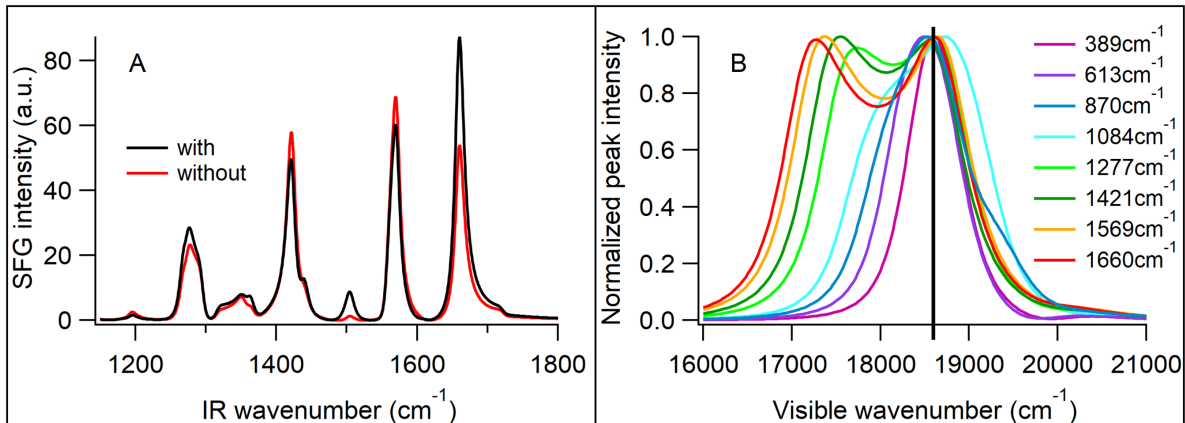 A
SFG intensity (a.u.)
80
60
40
20
0
with
without
1200
1400
1600
1800
IR wavenumber (cm⁻¹)
B
Normalized peak intensity
1.0
0.8
0.6
0.4
0.2
0.0
389cm⁻¹
613cm⁻¹
870cm⁻¹
1084cm⁻¹
1277cm⁻¹
1421cm⁻¹
1569cm⁻¹
1660cm⁻¹
16000
17000
18000
19000
20000
21000
Visible wavenumber (cm⁻¹)